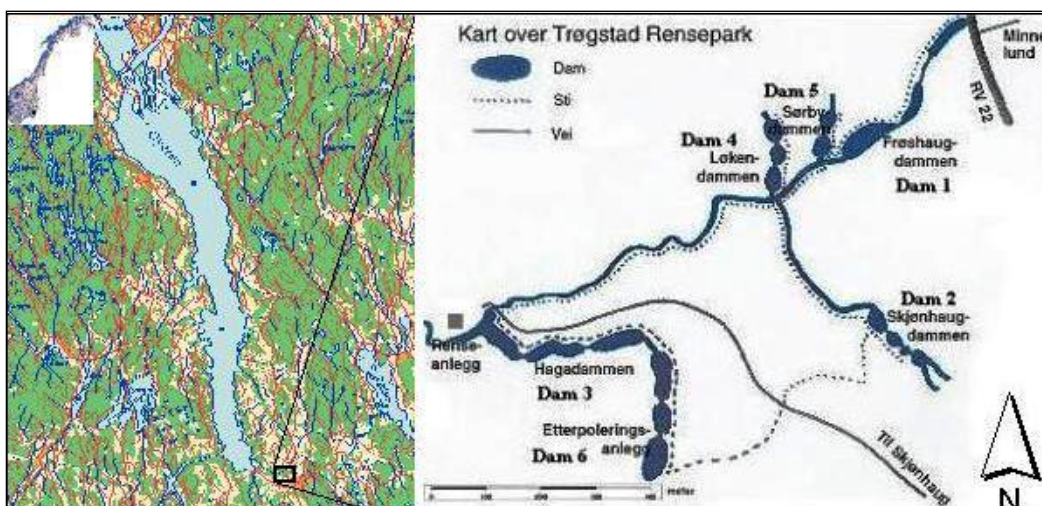 Kart over Trøgstad Rensepark
Dam
Sti
Vei
Minne
lund
RV 22
Dam 5
Sørby
dammen
Dam 4
Løken-
dammen
Frøshaug-
dammen
Dam 1
Dam 2
Skjønhaug-
dammen
Rense-
anlegg
Hagadammen
Dam 3
Etterpolerings-
anlegg
Dam 6
Til Skjønhaug
meter
N